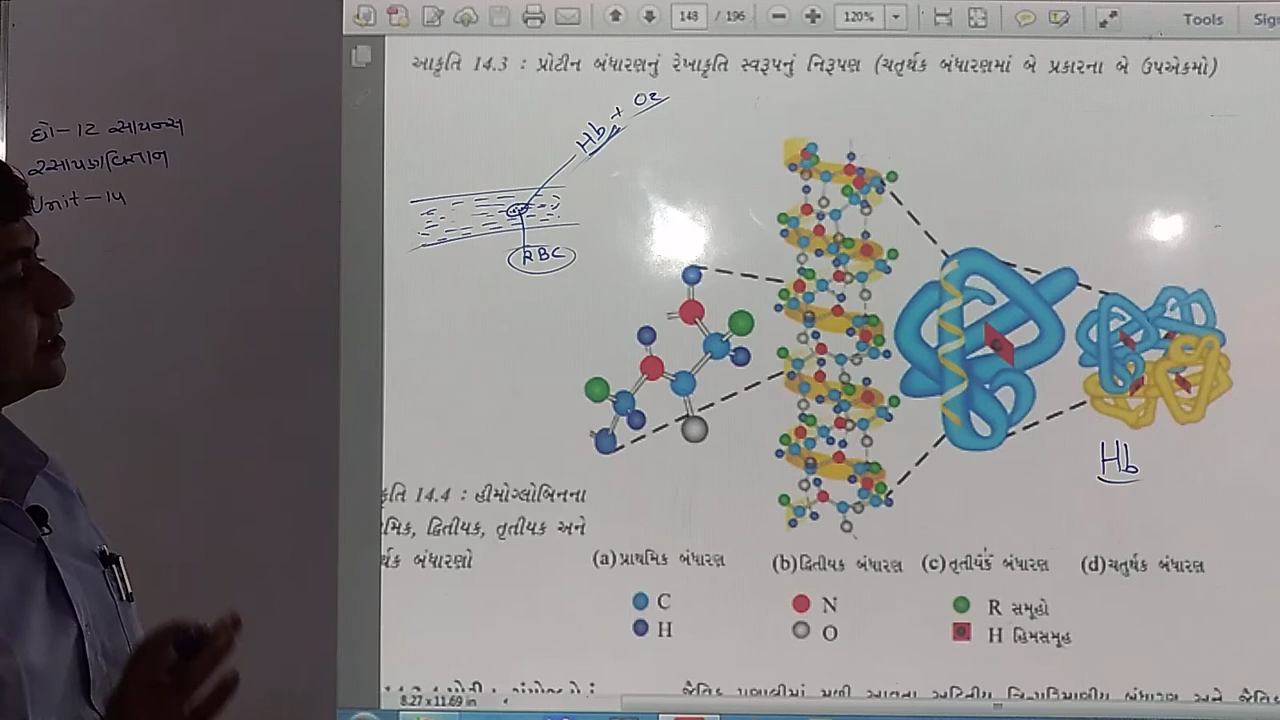 148 / 196
120%
Tools
આકૃતિ 14.3 : પ્રોટીન બંધારણનું રેખાકૃતિ સ્વરૂપનું નિરૂપણ (ચતુર્થક બંધારણમાં બે પ્રકારના બે ઉપએકમો)
ધો-12 સાયન્સ
રસાયણવિજ્ઞાન
Unit-14
Hb + O2
RBC
Hb
કૃતિ 14.4 : હીમોગ્લોબિનના
મિક, દ્વિતીયક, તૃતીયક અને
ર્થક બંધારણો
(a) પ્રાથમિક બંધારણ (b) દ્વિતીયક બંધારણ (c) તૃતીયક બંધારણ (d) ચતુર્થક બંધારણ
C N R સમૂહો
H O H હિમસમૂહ
8.27 x 11.69 in